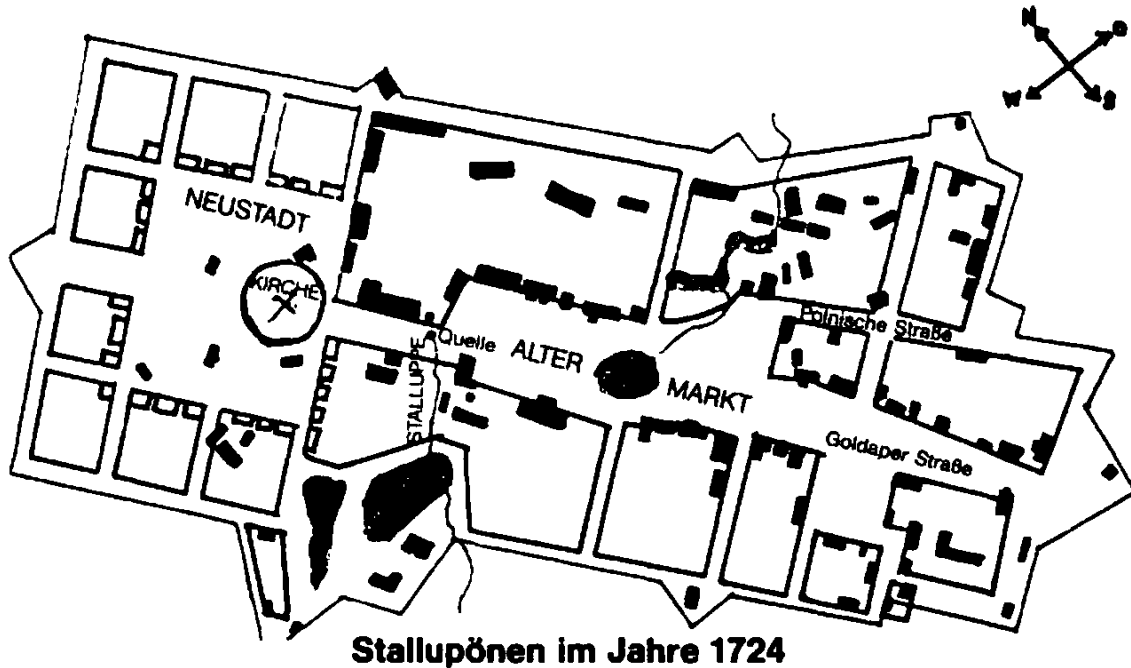 N O
W S
NEUSTADT
KIRCHE
Quelle
STALLUPPE
ALTER
MARKT
Polnische Straße
Goldaper Straße
Stallupönen im Jahre 1724